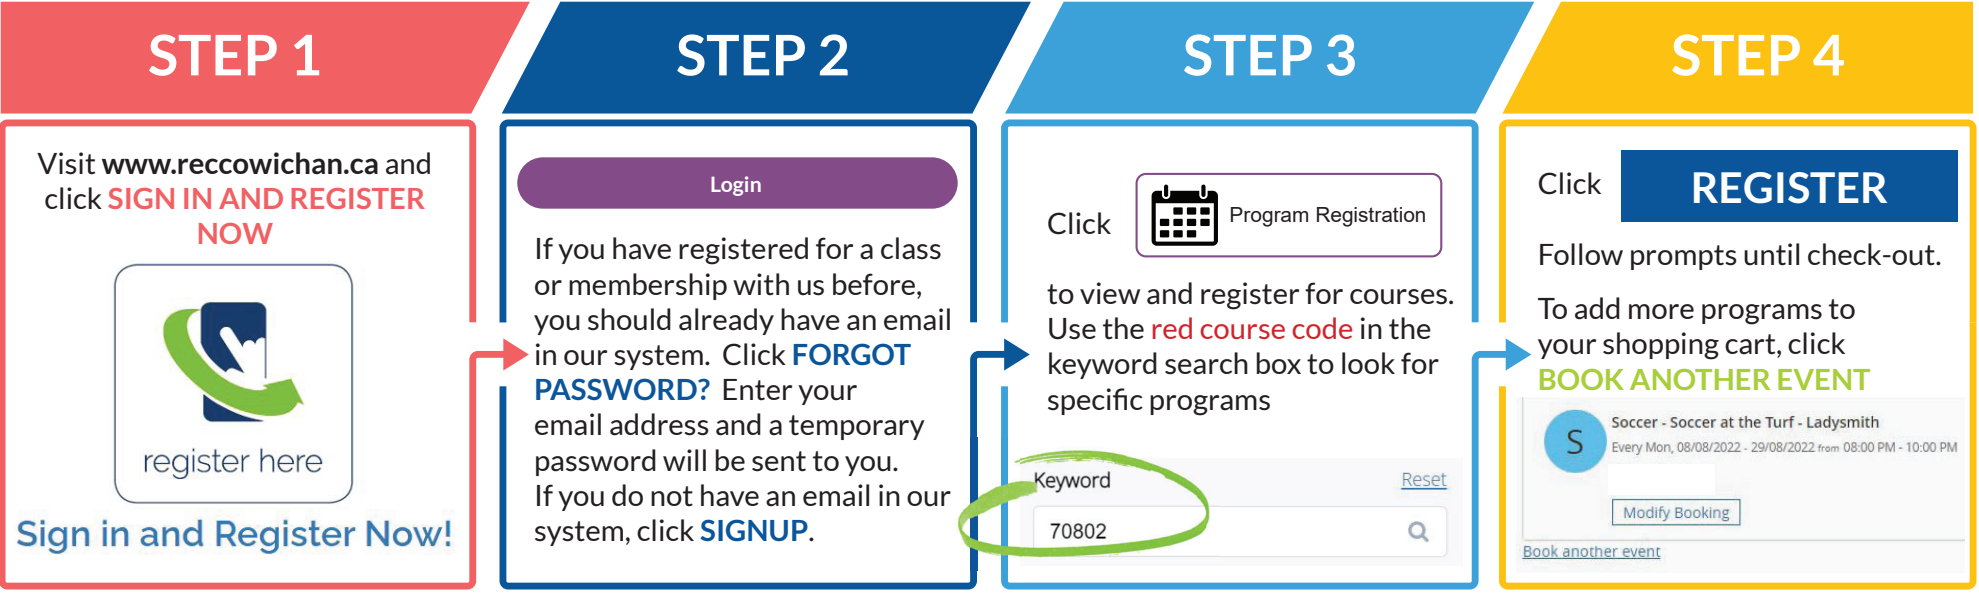 STEP 1
Visit www.reccowichan.ca and
click SIGN IN AND REGISTER
NOW
register here
Sign in and Register Now!
STEP 2
Login
If you have registered for a class
or membership with us before,
you should already have an email
in our system. Click FORGOT
PASSWORD? Enter your
email address and a temporary
password will be sent to you.
If you do not have an email in our
system, click SIGNUP.
STEP 3
Click Program Registration
to view and register for courses.
Use the red course code in the
keyword search box to look for
specific programs
Keyword Reset
70802
STEP 4
Click REGISTER
Follow prompts until check-out.
To add more programs to
your shopping cart, click
BOOK ANOTHER EVENT
S
Soccer - Soccer at the Turf - Ladysmith
Every Mon, 08/08/2022 - 29/08/2022 from 08:00 PM - 10:00 PM
Modify Booking
Book another event